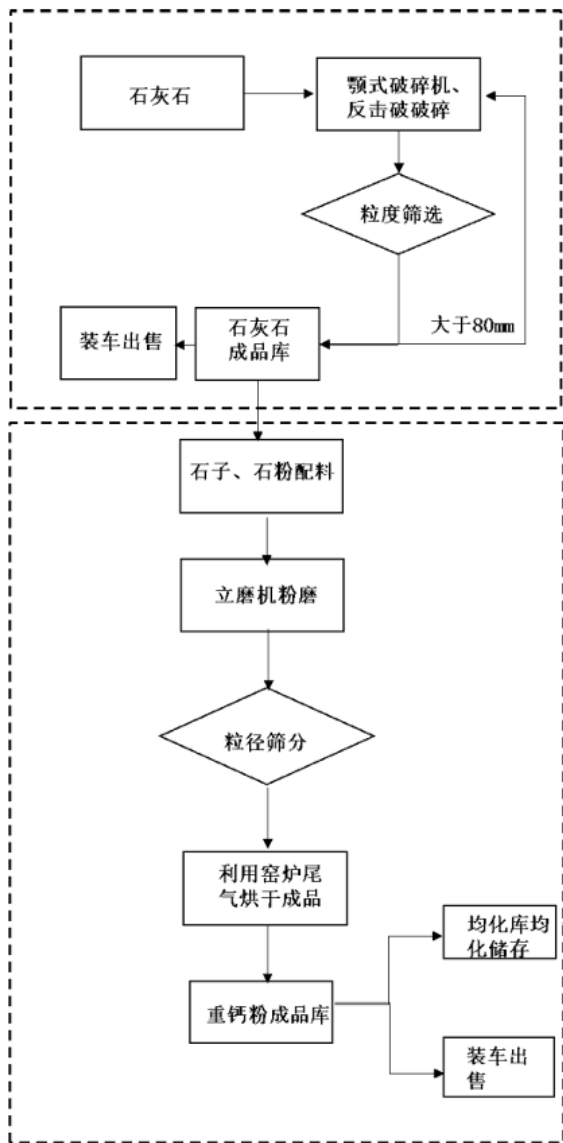 石灰石
颚式破碎机、
反击破破碎
粒度筛选
大于80mm
装车出售
石灰石
成品库
石子、石粉配料
立磨机粉磨
粒径筛分
利用窑炉尾
气烘干成品
均化库均
化储存
重钙粉成品库
装车出
售